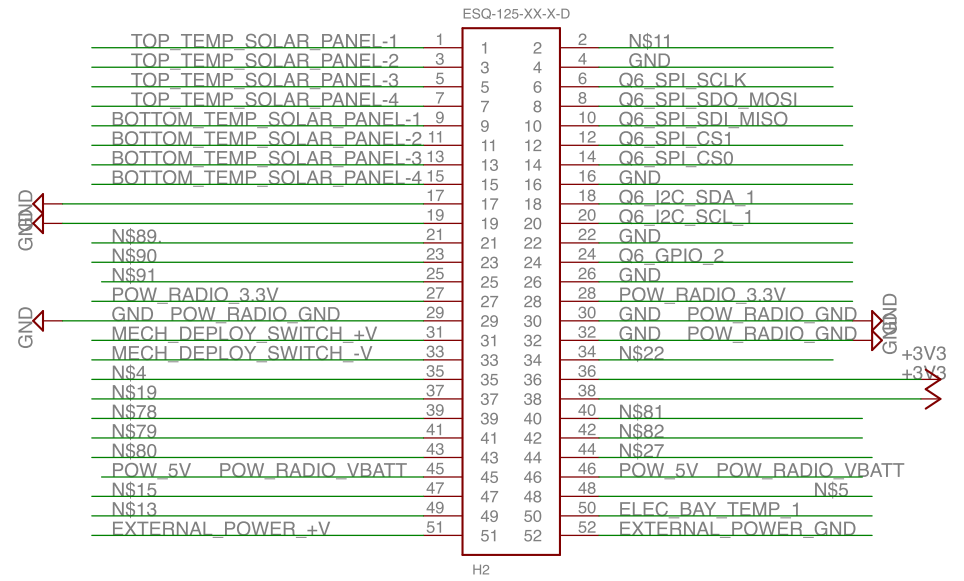 ESQ-125-XX-X-D
TOP_TEMP_SOLAR_PANEL-1 1 1 2 2 N$11
TOP_TEMP_SOLAR_PANEL-2 3 3 4 4 GND
TOP_TEMP_SOLAR_PANEL-3 5 5 6 6 Q6_SPI_SCLK
TOP_TEMP_SOLAR_PANEL-4 7 7 8 8 Q6_SPI_SDO_MOSI
BOTTOM_TEMP_SOLAR_PANEL-1 9 9 10 10 Q6_SPI_SDI_MISO
BOTTOM_TEMP_SOLAR_PANEL-2 11 11 12 12 Q6_SPI_CS1
BOTTOM_TEMP_SOLAR_PANEL-3 13 13 14 14 Q6_SPI_CS0
BOTTOM_TEMP_SOLAR_PANEL-4 15 15 16 16 GND
GND 17 17 18 18 Q6_I2C_SDA_1
GND 19 19 20 20 Q6_I2C_SCL_1
N$89. 21 21 22 22 GND
N$90 23 23 24 24 Q6_GPIO_2
N$91 25 25 26 26 GND
POW_RADIO_3.3V 27 27 28 28 POW_RADIO_3.3V
GND GND POW_RADIO_GND 29 29 30 30 GND POW_RADIO_GND GND
MECH_DEPLOY_SWITCH_+V 31 31 32 32 GND POW_RADIO_GND GND
MECH_DEPLOY_SWITCH_-V 33 33 34 34 N$22
N$4 35 35 36 36 +3V3
N$19 37 37 38 38 +3V3
N$78 39 39 40 40 N$81
N$79 41 41 42 42 N$82
N$80 43 43 44 44 N$27
POW_5V POW_RADIO_VBATT 45 45 46 46 POW_5V POW_RADIO_VBATT
N$15 47 47 48 48 N$5
N$13 49 49 50 50 ELEC_BAY_TEMP_1
EXTERNAL_POWER_+V 51 51 52 52 EXTERNAL_POWER_GND
H2